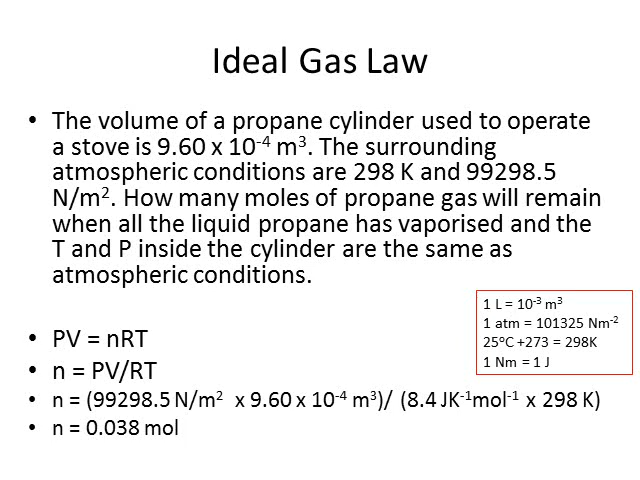 Ideal Gas Law
• The volume of a propane cylinder used to operate
a stove is 9.60 x 10⁻⁴ m³. The surrounding
atmospheric conditions are 298 K and 99298.5
N/m². How many moles of propane gas will remain
when all the liquid propane has vaporised and the
T and P inside the cylinder are the same as
atmospheric conditions.
1 L = 10⁻³ m³
1 atm = 101325 Nm⁻²
25°C +273 = 298K
1 Nm = 1 J
• PV = nRT
• n = PV/RT
• n = (99298.5 N/m² x 9.60 x 10⁻⁴ m³)/ (8.4 JK⁻¹mol⁻¹ x 298 K)
• n = 0.038 mol